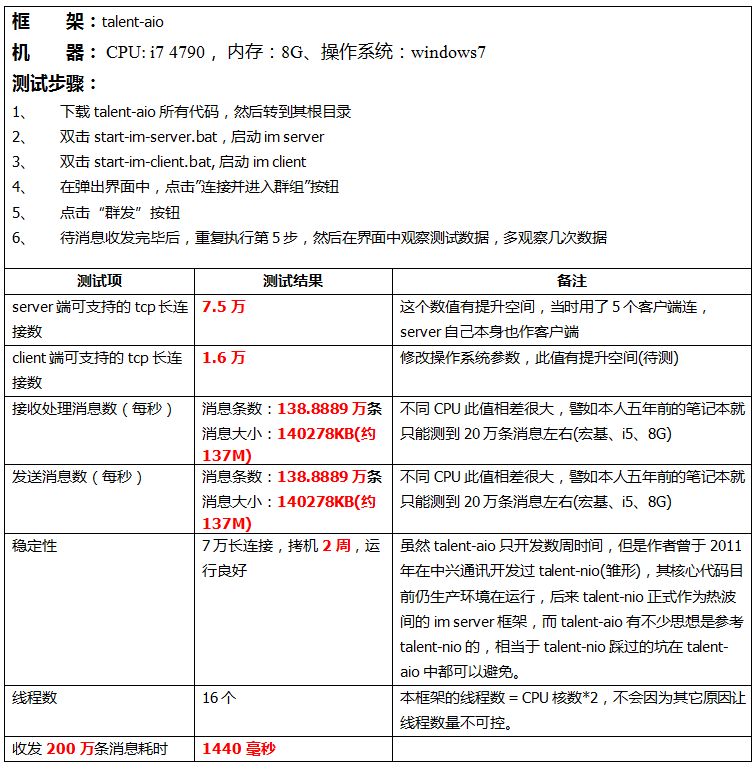 框 架：talent-aio
机 器： CPU: i7 4790 ，内存：8G、操作系统：windows7
测试步骤：
1、 下载 talent-aio 所有代码，然后转到其根目录
2、 双击 start-im-server.bat，启动 im server
3、 双击 start-im-client.bat, 启动 im client
4、 在弹出界面中，点击”连接并进入群组”按钮
5、 点击“群发”按钮
6、 待消息收发完毕后，重复执行第 5 步，然后在界面中观察测试数据，多观察几次数据
测试项 测试结果 备注
server 端可支持的 tcp 长连
接数
7.5 万
这个数值有提升空间，当时用了 5 个客户端连，
server 自己本身也作客户端
client 端可支持的 tcp 长连
接数
1.6 万
修改操作系统参数，此值有提升空间(待测)
接收处理消息数（每秒）
消息条数：138.8889 万条
消息大小：140278KB(约
137M)
不同 CPU 此值相差很大，譬如本人五年前的笔记本就
只能测到 20 万条消息左右(宏基、i5、8G)
发送消息数（每秒）
消息条数：138.8889 万条
消息大小：140278KB(约
137M)
不同 CPU 此值相差很大，譬如本人五年前的笔记本就
只能测到 20 万条消息左右(宏基、i5、8G)
稳定性
7 万长连接，拷机 2 周，运
行良好
虽然 talent-aio 只开发数周时间，但是作者曾于 2011
年在中兴通讯开发过 talent-nio(雏形)，其核心代码目
前仍生产环境在运行，后来 talent-nio 正式作为热波
间的 im server 框架，而 talent-aio 有不少思想是参考
talent-nio 的，相当于 talent-nio 踩过的坑在 talent-
aio 中都可以避免。
线程数
16 个
本框架的线程数 = CPU 核数*2，不会因为其它原因让
线程数量不可控。
收发 200 万条消息耗时
1440 毫秒